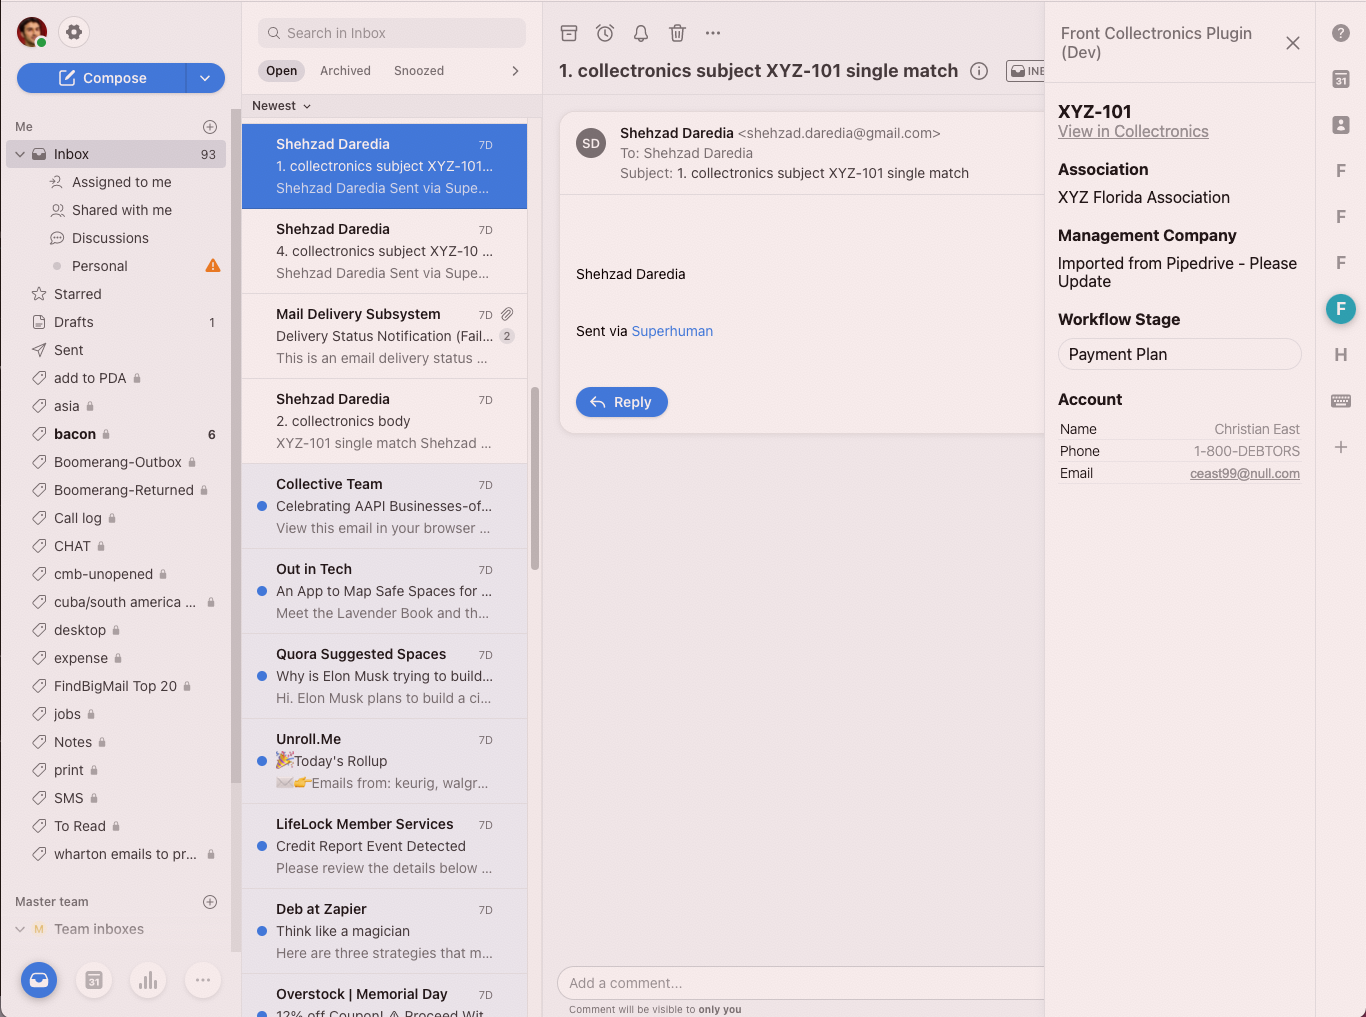 Compose
Me
Inbox 93
Assigned to me
Shared with me
Discussions
Personal
Starred
Drafts 1
Sent
add to PDA
asia
bacon 6
Boomerang-Outbox
Boomerang-Returned
Call log
CHAT
cmb-unopened
cuba/south america ...
desktop
expense
FindBigMail Top 20
jobs
Notes
print
SMS
To Read
wharton emails to pr...
Master team
M Team inboxes
31
Search in Inbox
Open Archived Snoozed
Newest
Shehzad Daredia 7D
1. collectronics subject XYZ-101...
Shehzad Daredia Sent via Supe...
Shehzad Daredia 7D
4. collectronics subject XYZ-10 ...
Shehzad Daredia Sent via Supe...
Mail Delivery Subsystem 7D
Delivery Status Notification (Fail... 2
This is an email delivery status ...
Shehzad Daredia 7D
2. collectronics body
XYZ-101 single match Shehzad ...
Collective Team 7D
Celebrating AAPI Businesses-of...
View this email in your browser ...
Out in Tech 7D
An App to Map Safe Spaces for ...
Meet the Lavender Book and th...
Quora Suggested Spaces 7D
Why is Elon Musk trying to build...
Hi. Elon Musk plans to build a ci...
Unroll.Me 7D
🎉Today's Rollup
✉️👉Emails from: keurig, walgr...
LifeLock Member Services 7D
Credit Report Event Detected
Please review the details below ...
Deb at Zapier 7D
Think like a magician
Here are three strategies that m...
Overstock | Memorial Day 7D
12% off Coupon! ⚠ Proceed Wit
1. collectronics subject XYZ-101 single match INB
SD
Shehzad Daredia <shehzad.daredia@gmail.com>
To: Shehzad Daredia
Subject: 1. collectronics subject XYZ-101 single match
Shehzad Daredia
Sent via Superhuman
Reply
Add a comment...
Comment will be visible to only you
Front Collectronics Plugin
(Dev)
XYZ-101
View in Collectronics
Association
XYZ Florida Association
Management Company
Imported from Pipedrive - Please
Update
Workflow Stage
Payment Plan
Account
Name Christian East
Phone 1-800-DEBTORS
Email ceast99@null.com
?
31
F
F
F
F
H